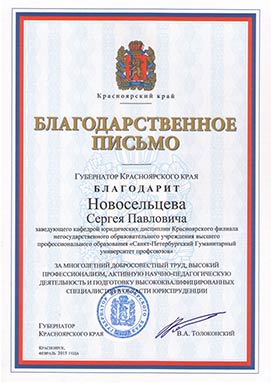 Красноярский край
БЛАГОДАРСТВЕННОЕ
ПИСЬМО
ГУБЕРНАТОР КРАСНОЯРСКОГО КРАЯ
БЛАГОДАРИТ
Новосельцева
Сергея Павловича
заведующего кафедрой юридических дисциплин Красноярского филиала
негосударственного образовательного учреждения высшего
профессионального образования «Санкт-Петербургский Гуманитарный
университет профсоюзов»
ЗА МНОГОЛЕТНИЙ ДОБРОСОВЕСТНЫЙ ТРУД, ВЫСОКИЙ
ПРОФЕССИОНАЛИЗМ, АКТИВНУЮ НАУЧНО-ПЕДАГОГИЧЕСКУЮ
ДЕЯТЕЛЬНОСТЬ И ПОДГОТОВКУ ВЫСОКОКВАЛИФИЦИРОВАННЫХ
СПЕЦИАЛИСТОВ В ОБЛАСТИ ЮРИСПРУДЕНЦИИ
ГУБЕРНАТОР
КРАСНОЯРСКОГО КРАЯ
В.А. Толоконский
КРАСНОЯРСК,
ФЕВРАЛЬ 2015 ГОДА